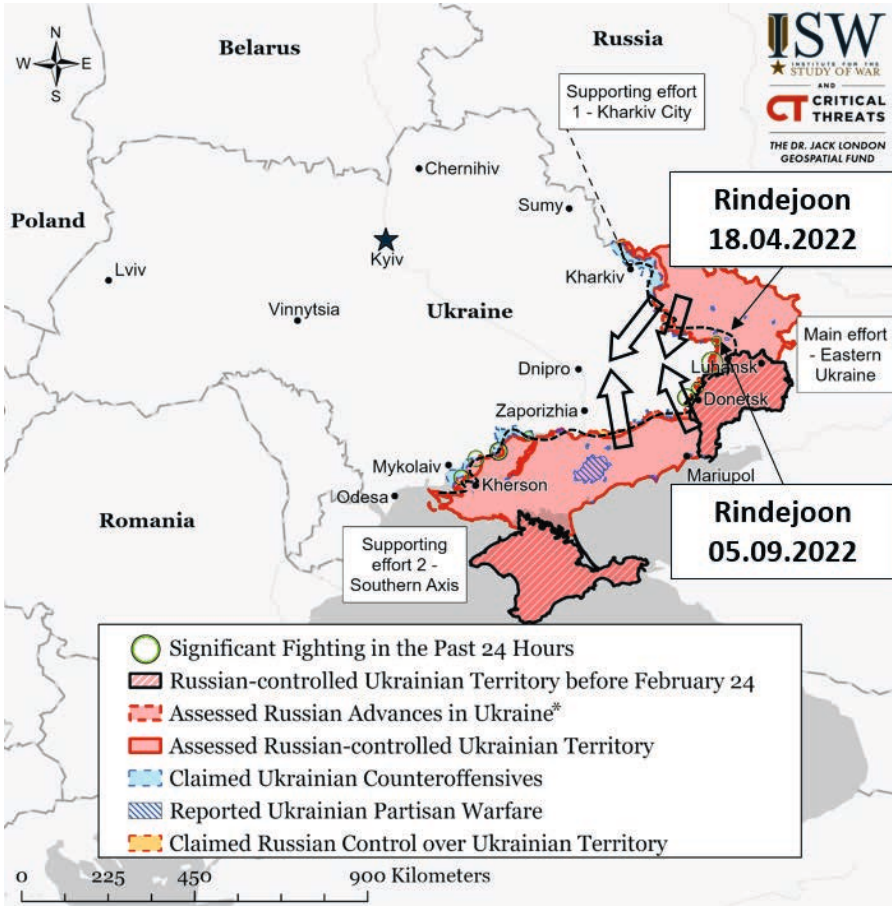 N
W E
S
Belarus
Russia
ISW
INSTITUTE FOR THE
STUDY OF WAR
AND
CT CRITICAL
THREATS
THE DR. JACK LONDON
GEOSPATIAL FUND
Supporting effort
1 - Kharkiv City
Chernihiv
Sumy
Poland
Rindejoon
18.04.2022
Kyiv
Lviv
Kharkiv
Vinnytsia
Ukraine
Main effort
- Eastern
Ukraine
Dnipro
Luhansk
Donetsk
Zaporizhia
Mykolaiv
Mariupol
Odesa
Kherson
Romania
Rindejoon
05.09.2022
Supporting
effort 2 -
Southern Axis
Significant Fighting in the Past 24 Hours
Russian-controlled Ukrainian Territory before February 24
Assessed Russian Advances in Ukraine*
Assessed Russian-controlled Ukrainian Territory
Claimed Ukrainian Counteroffensives
Reported Ukrainian Partisan Warfare
Claimed Russian Control over Ukrainian Territory
0 225 450 900 Kilometers